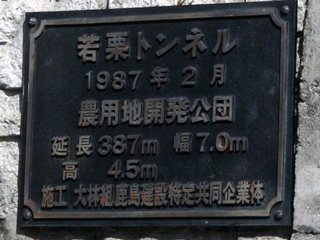 若栗トンネル
1987年2月
農用地開発公団
延長387m 幅7.0m
高 4.5m
施工 大林組鹿島建設特定共同企業体